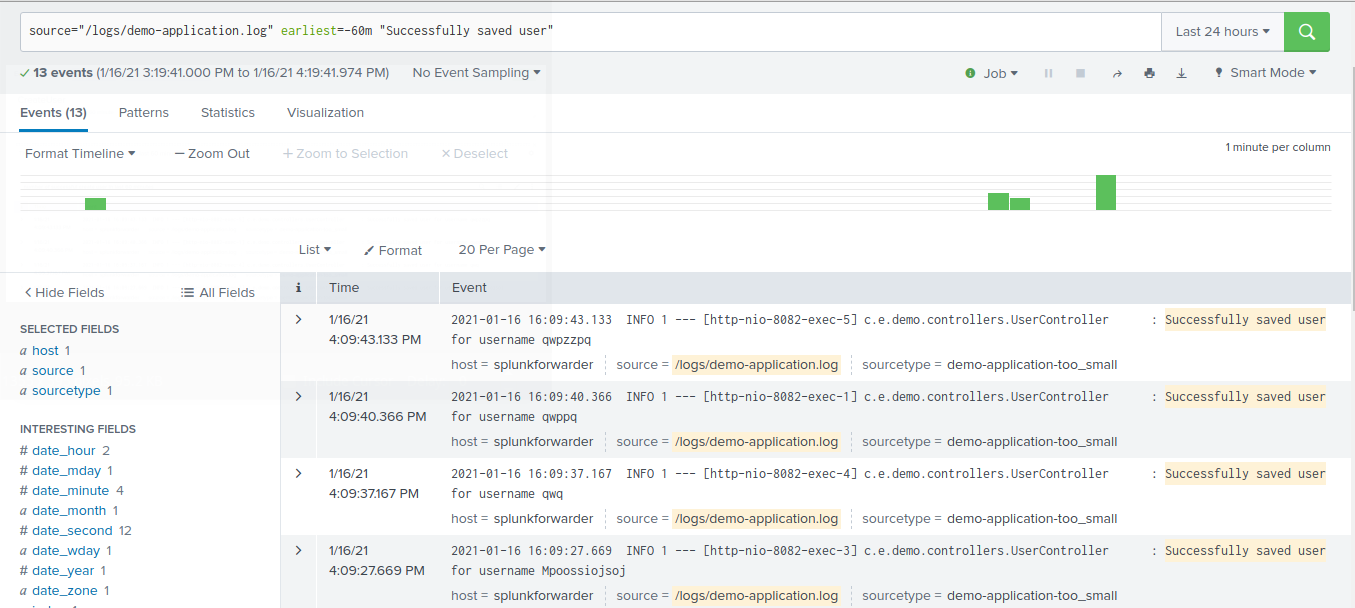 source="/logs/demo-application.log" earliest=-60m "Successfully saved user"
Last 24 hours
13 events (1/16/21 3:19:41.000 PM to 1/16/21 4:19:41.974 PM)
No Event Sampling
Job
Smart Mode
Events (13)
Patterns
Statistics
Visualization
Format Timeline
— Zoom Out
+ Zoom to Selection
× Deselect
1 minute per column
List
Format
20 Per Page
< Hide Fields
All Fields
i
Time
Event
SELECTED FIELDS
a host 1
a source 1
a sourcetype 1
INTERESTING FIELDS
# date_hour 2
# date_mday 1
# date_minute 4
a date_month 1
# date_second 12
a date_wday 1
# date_year 1
a date_zone 1
> 1/16/21
4:09:43.133 PM
2021-01-16 16:09:43.133 INFO 1 --- [http-nio-8082-exec-5] c.e.demo.controllers.UserController : Successfully saved user
for username qwpzzpq
host = splunkforwarder source = /logs/demo-application.log sourcetype = demo-application-too_small
> 1/16/21
4:09:40.366 PM
2021-01-16 16:09:40.366 INFO 1 --- [http-nio-8082-exec-1] c.e.demo.controllers.UserController : Successfully saved user
for username qwppq
host = splunkforwarder source = /logs/demo-application.log sourcetype = demo-application-too_small
> 1/16/21
4:09:37.167 PM
2021-01-16 16:09:37.167 INFO 1 --- [http-nio-8082-exec-4] c.e.demo.controllers.UserController : Successfully saved user
for username qwq
host = splunkforwarder source = /logs/demo-application.log sourcetype = demo-application-too_small
> 1/16/21
4:09:27.669 PM
2021-01-16 16:09:27.669 INFO 1 --- [http-nio-8082-exec-3] c.e.demo.controllers.UserController : Successfully saved user
for username Mpoossiojsoj
host = splunkforwarder source = /logs/demo-application.log sourcetype = demo-application-too_small